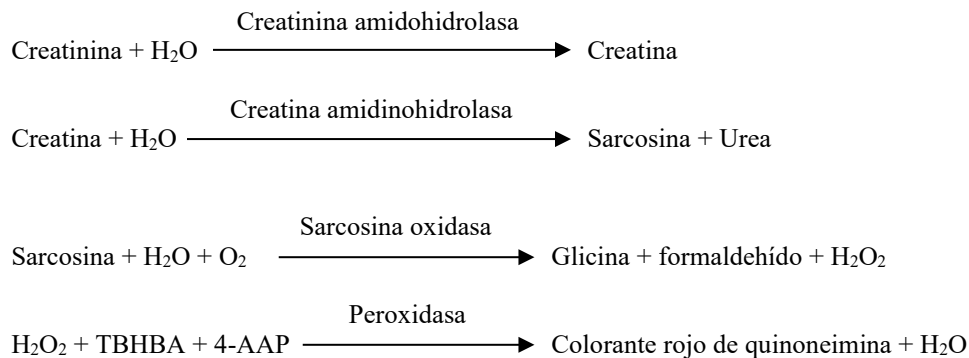 Creatinina amidohidrolasa
Creatinina + H₂O Creatina
Creatina amidinohidrolasa
Creatina + H₂O Sarcosina + Urea
Sarcosina oxidasa
Sarcosina + H₂O + O₂ Glicina + formaldehído + H₂O₂
Peroxidasa
H₂O₂ + TBHBA + 4-AAP Colorante rojo de quinoneimina + H₂O